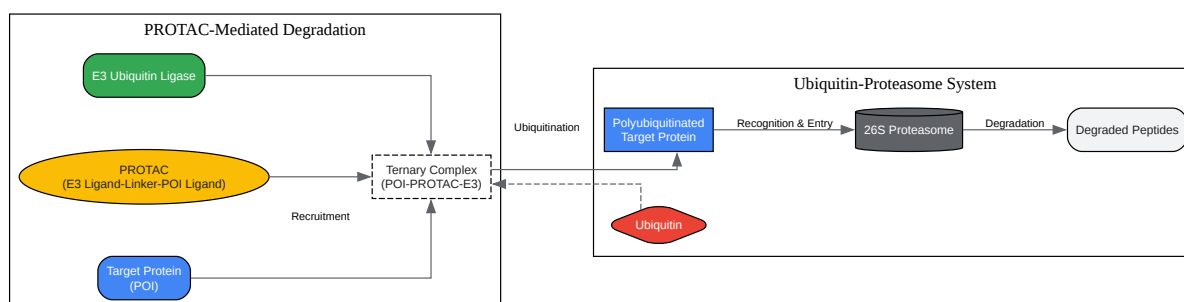 PROTAC-Mediated Degradation
E3 Ubiquitin Ligase
PROTAC
(E3 Ligand-Linker-POI Ligand)
Recruitment
Target Protein
(POI)
Ternary Complex
(POI-PROTAC-E3)
Ubiquitination
Ubiquitin-Proteasome System
Polyubiquitinated
Target Protein
Recognition & Entry
26S Proteasome
Degradation
Degraded Peptides
Ubiquitin